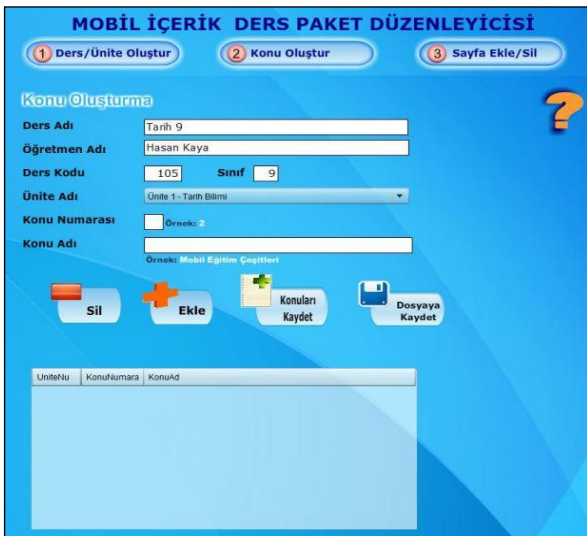 MOBİL İÇERİK DERS PAKET DÜZENLEYİCİSİ
1 Ders/Ünite Oluştur 2 Konu Oluştur 3 Sayfa Ekle/Sil
Konu Oluşturma
?
Ders Adı Tarih 9
Öğretmen Adı Hasan Kaya
Ders Kodu 105 Sınıf 9
Ünite Adı Ünite 1 - Tarih Bilimi
Konu Numarası Örnek: 2
Konu Adı
Örnek: Mobil Eğitim Çeşitleri
Sil
Ekle
Konuları
Kaydet
Dosyaya
Kaydet
UniteNu KonuNumara KonuAd